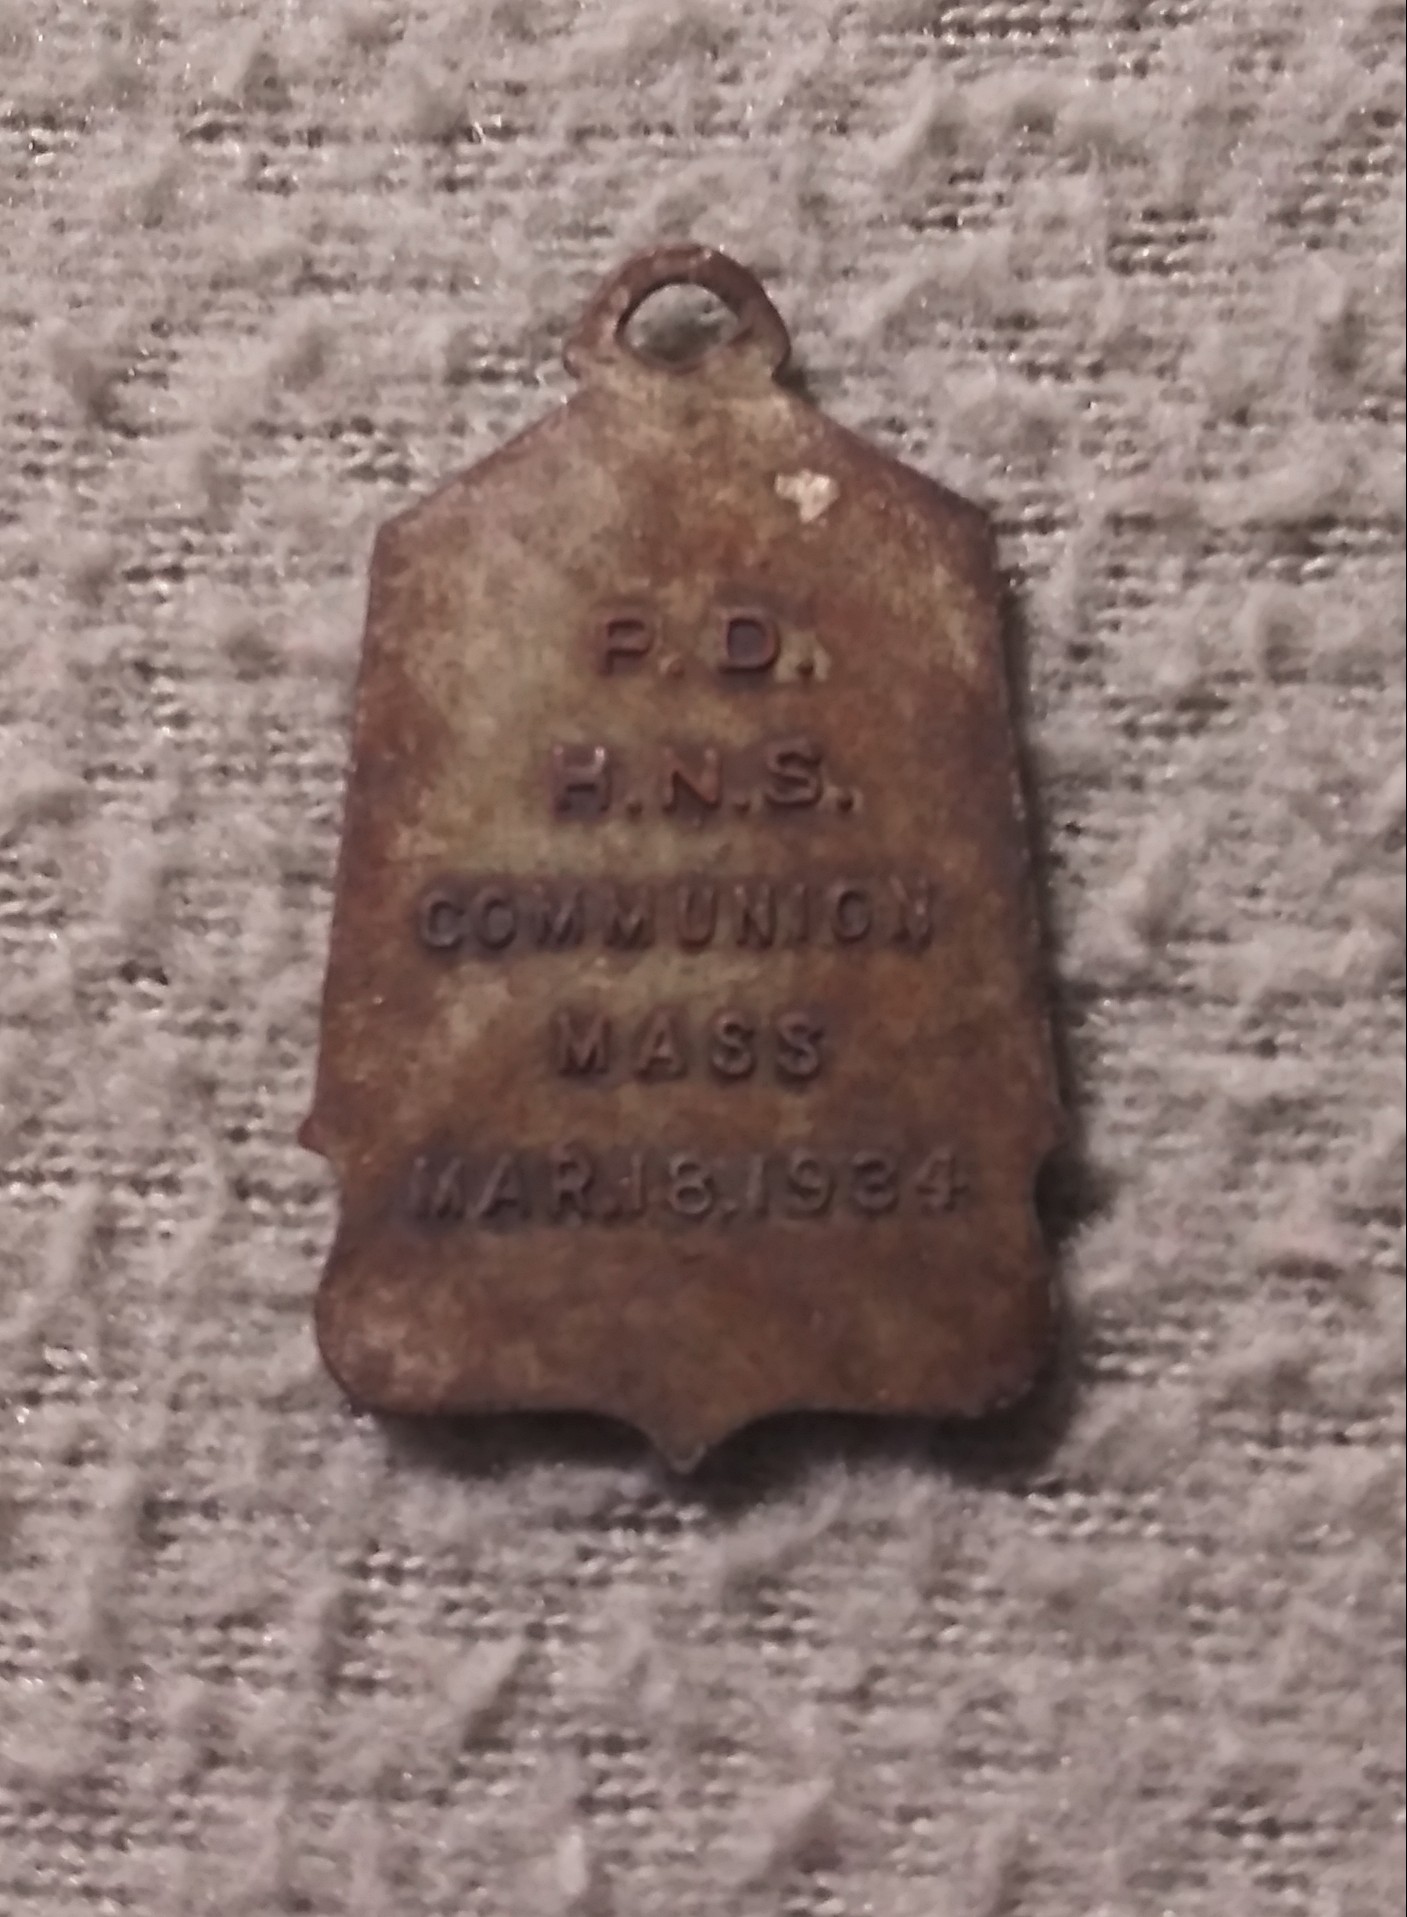 P.D.
H.N.S.
COMMUNION
MASS
MAR.18.1934